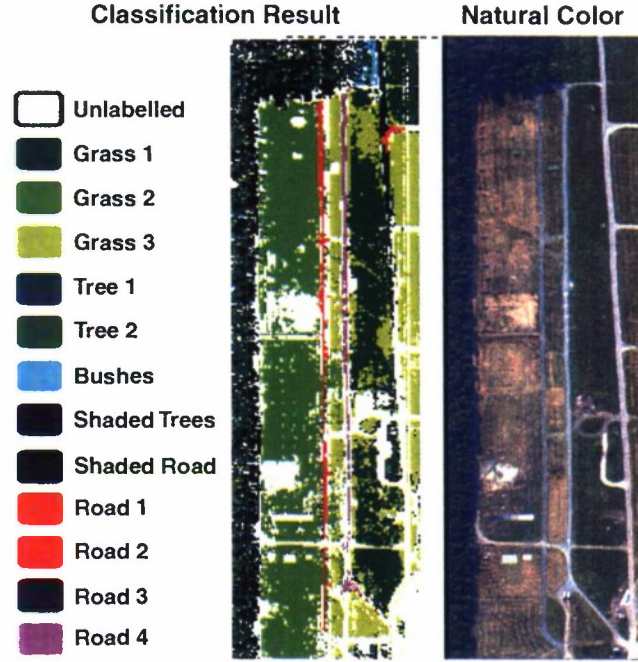 Classification Result
Natural Color
Unlabelled
Grass 1
Grass 2
Grass 3
Tree 1
Tree 2
Bushes
Shaded Trees
Shaded Road
Road 1
Road 2
Road 3
Road 4